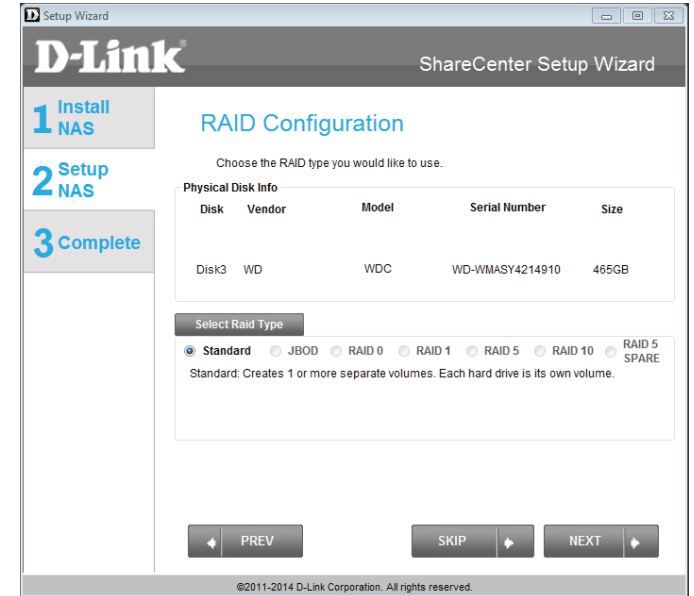 Setup Wizard
D-Link
ShareCenter Setup Wizard
1 Install NAS
2 Setup NAS
3 Complete
RAID Configuration
Choose the RAID type you would like to use.
Physical Disk Info
Disk Vendor Model Serial Number Size
Disk3 WD WDC WD-WMASY4214910 465GB
Select Raid Type
Standard JBOD RAID 0 RAID 1 RAID 5 RAID 10 RAID 5 SPARE
Standard: Creates 1 or more separate volumes. Each hard drive is its own volume.
PREV SKIP NEXT
©2011-2014 D-Link Corporation. All rights reserved.